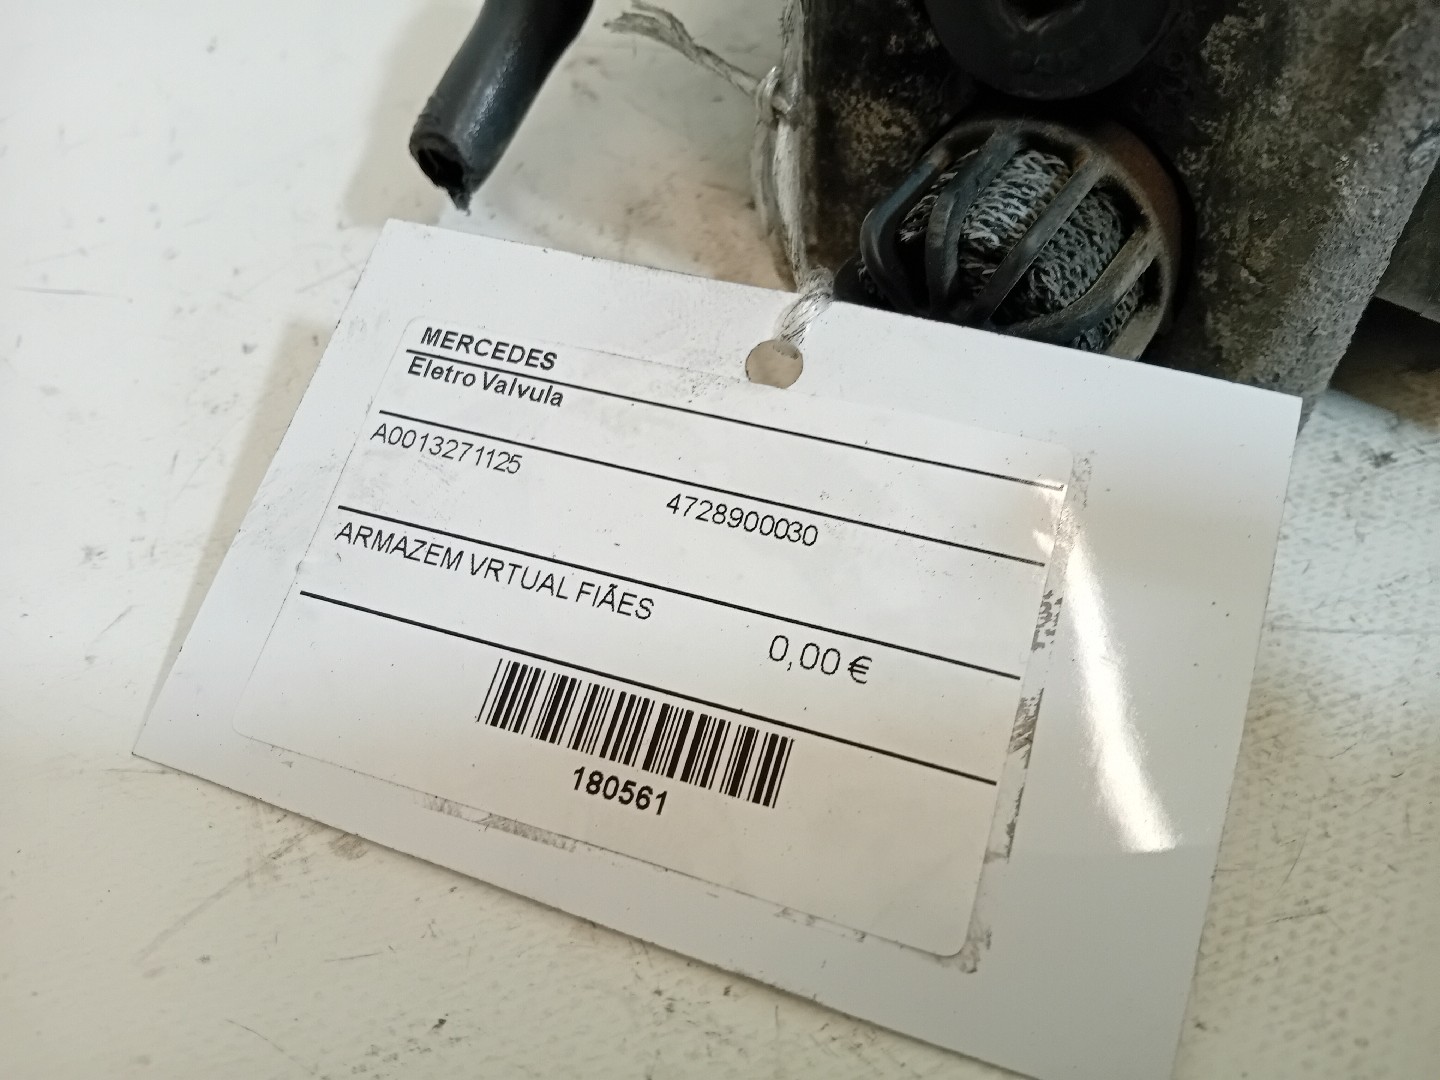 MERCEDES
Eletro Valvula
A0013271125
4728900030
ARMAZEM VRTUAL FIÃES
0,00 €
180561